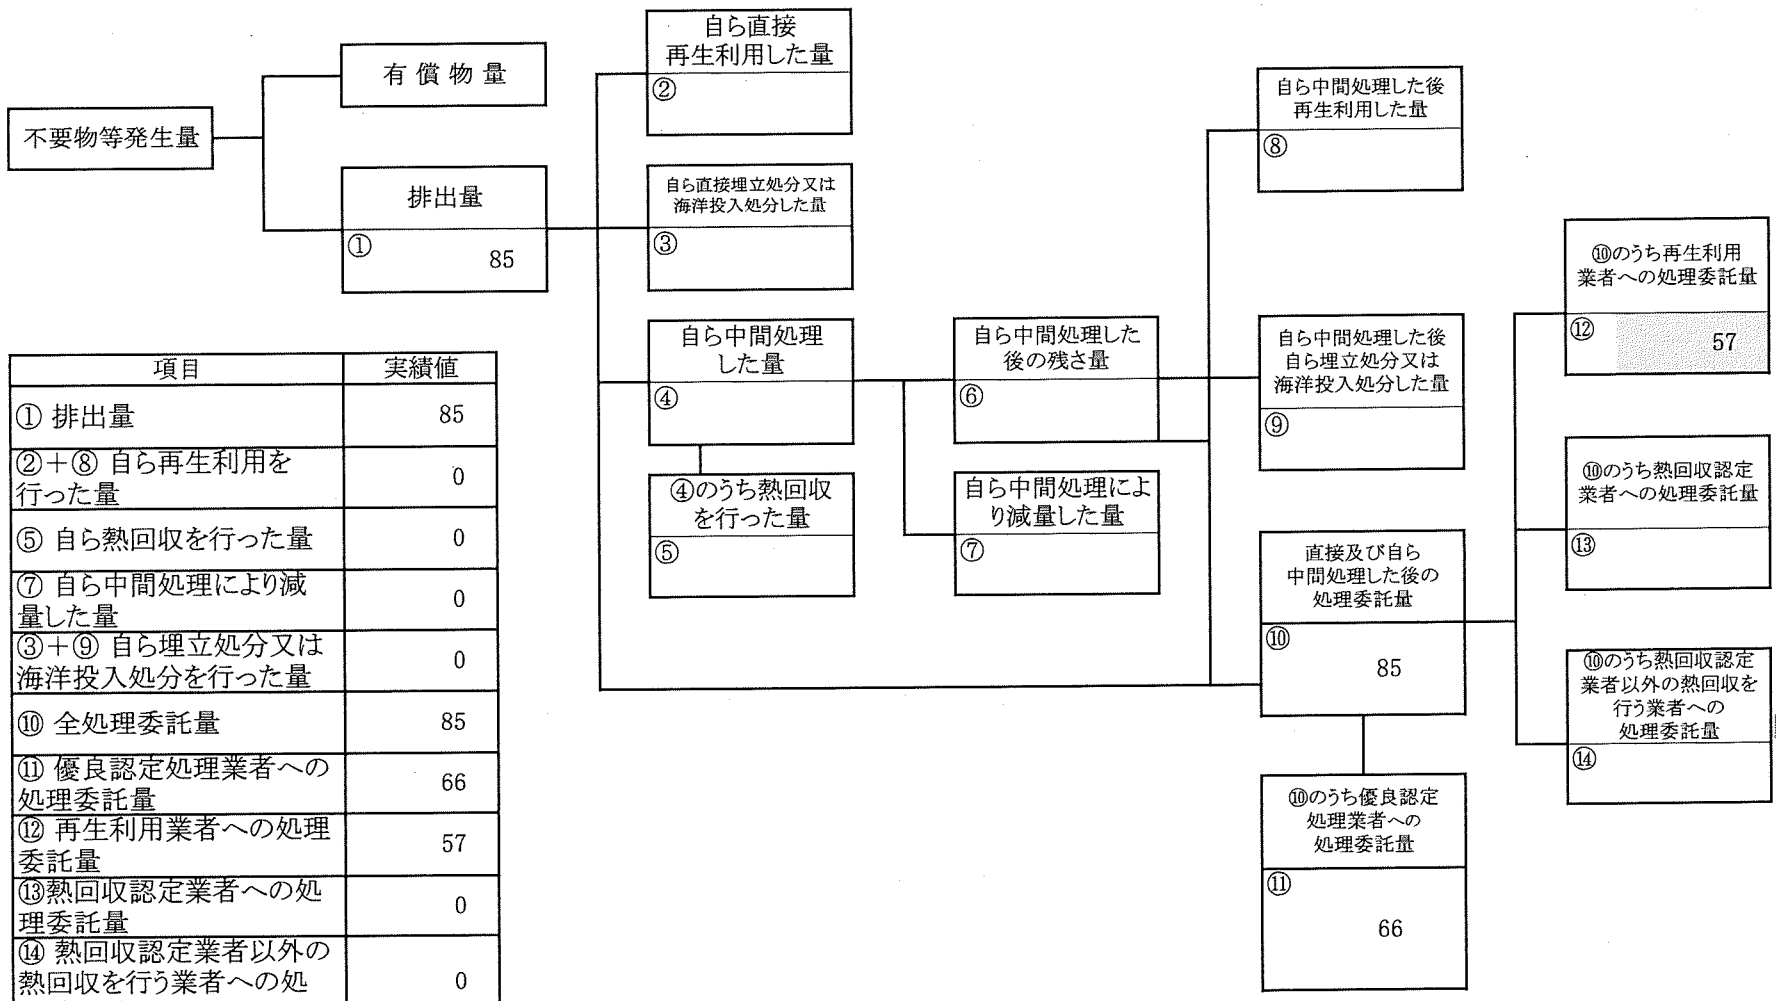 不要物等発生量
有償物量
排出量
①
85
自ら直接
再生利用した量
②
自ら直接埋立処分又は
海洋投入処分した量
③
自ら中間処理
した量
④
④のうち熱回収
を行った量
⑤
自ら中間処理した
後の残さ量
⑥
自ら中間処理によ
り減量した量
⑦
自ら中間処理した後
再生利用した量
⑧
自ら中間処理した後
自ら埋立処分又は
海洋投入処分した量
⑨
直接及び自ら
中間処理した後の
処理委託量
⑩
85
⑩のうち優良認定
処理業者への
処理委託量
⑪
66
⑩のうち再生利用
業者への処理委託量
⑫
57
⑩のうち熱回収認定
業者への処理委託量
⑬
⑩のうち熱回収認定
業者以外の熱回収を
行う業者への
処理委託量
⑭
項目 実績値
① 排出量 85
②+⑧ 自ら再生利用を
行った量 0
⑤ 自ら熱回収を行った量 0
⑦ 自ら中間処理により減
量した量 0
③+⑨ 自ら埋立処分又は
海洋投入処分を行った量 0
⑩ 全処理委託量 85
⑪ 優良認定処理業者への
処理委託量 66
⑫ 再生利用業者への処理
委託量 57
⑬熱回収認定業者への処
理委託量 0
⑭ 熱回収認定業者以外の
熱回収を行う業者への処 0